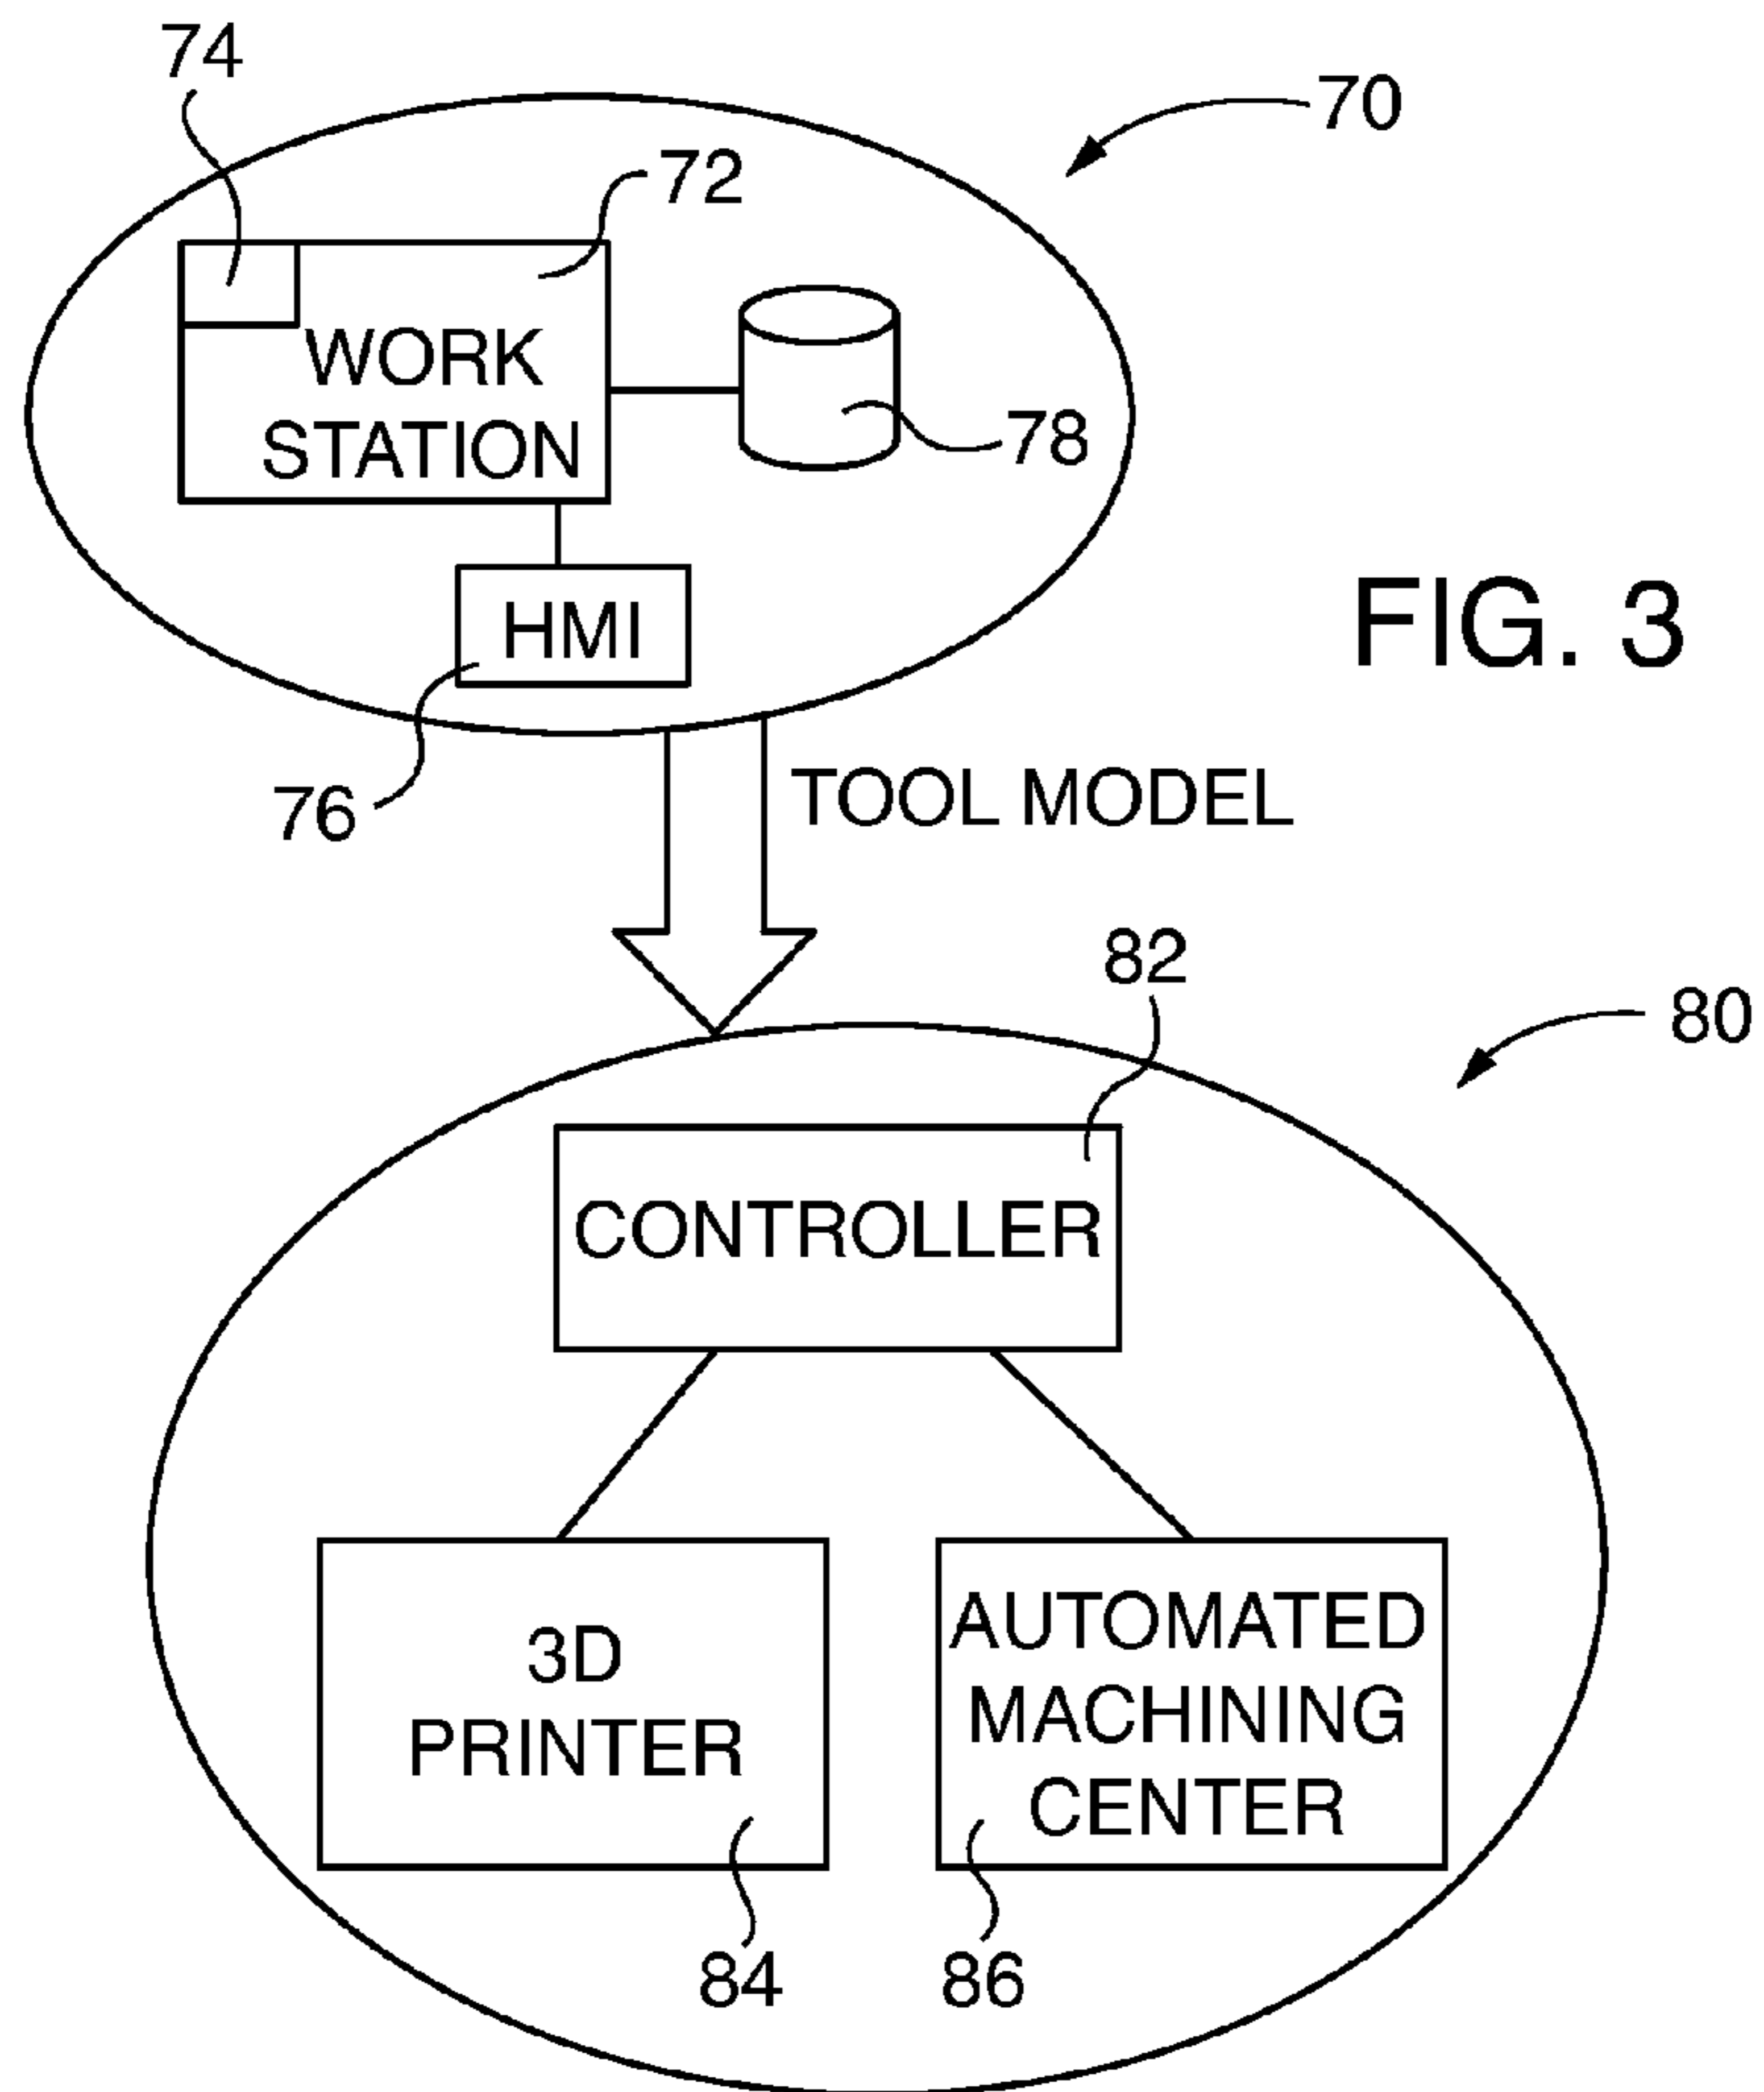 74
70
72
WORK
STATION
78
HMI
FIG. 3
76
TOOL MODEL
82
80
CONTROLLER
3D
PRINTER
AUTOMATED
MACHINING
CENTER
84
86